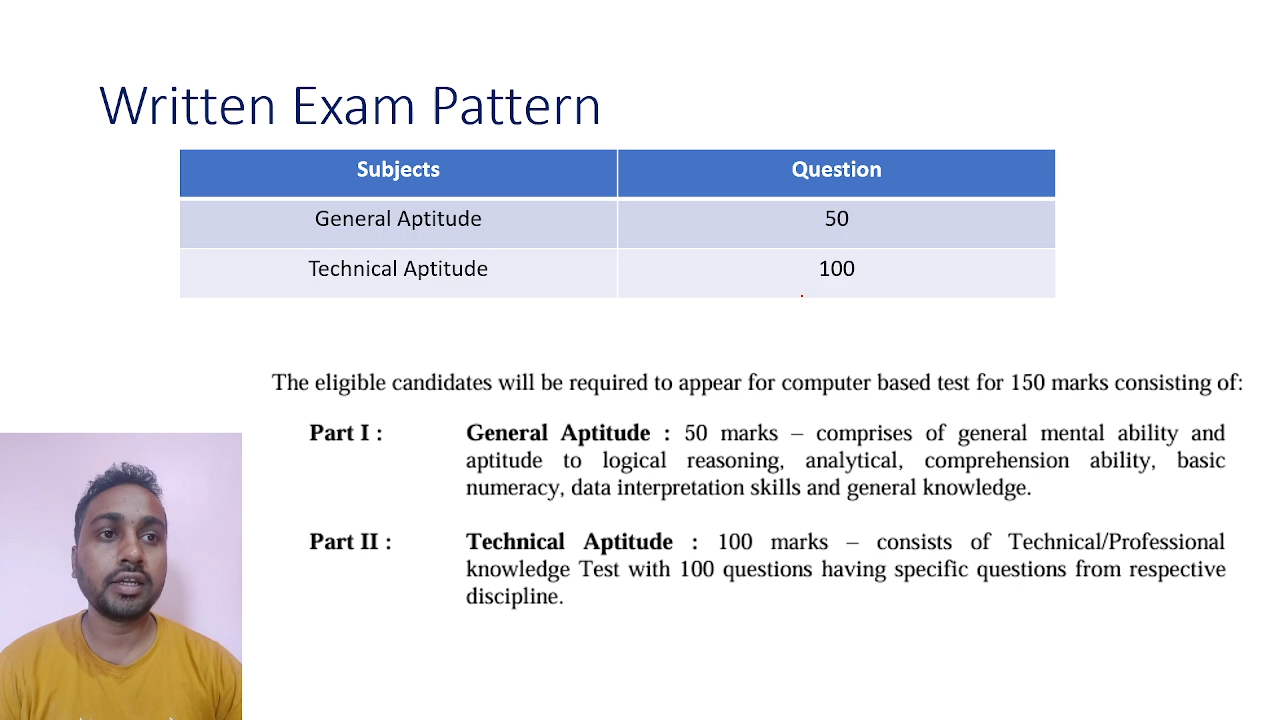 Written Exam Pattern
Subjects Question
General Aptitude 50
Technical Aptitude 100
The eligible candidates will be required to appear for computer based test for 150 marks consisting of:
Part I : General Aptitude : 50 marks – comprises of general mental ability and
aptitude to logical reasoning, analytical, comprehension ability, basic
numeracy, data interpretation skills and general knowledge.
Part II : Technical Aptitude : 100 marks – consists of Technical/Professional
knowledge Test with 100 questions having specific questions from respective
discipline.